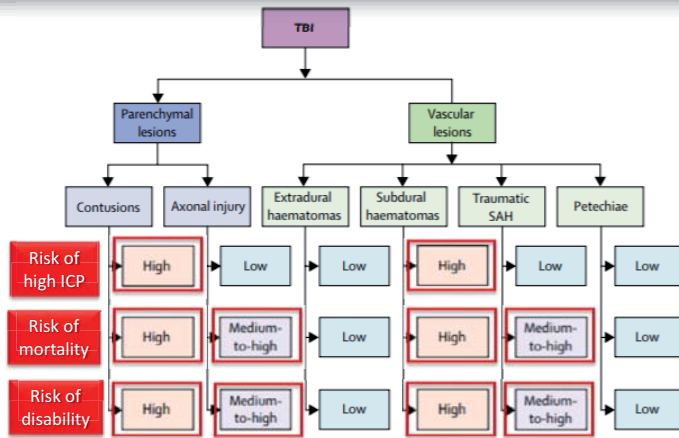 TBI
Parenchymal
lesions
Vascular
lesions
Contusions
Axonal injury
Extradural
haematomas
Subdural
haematomas
Traumatic
SAH
Petechiae
Risk of
high ICP
High
Low
Low
High
Low
Low
Risk of
mortality
High
Medium-
to-high
Low
High
Medium-
to-high
Low
Risk of
disability
High
Medium-
to-high
Low
High
Medium-
to-high
Low